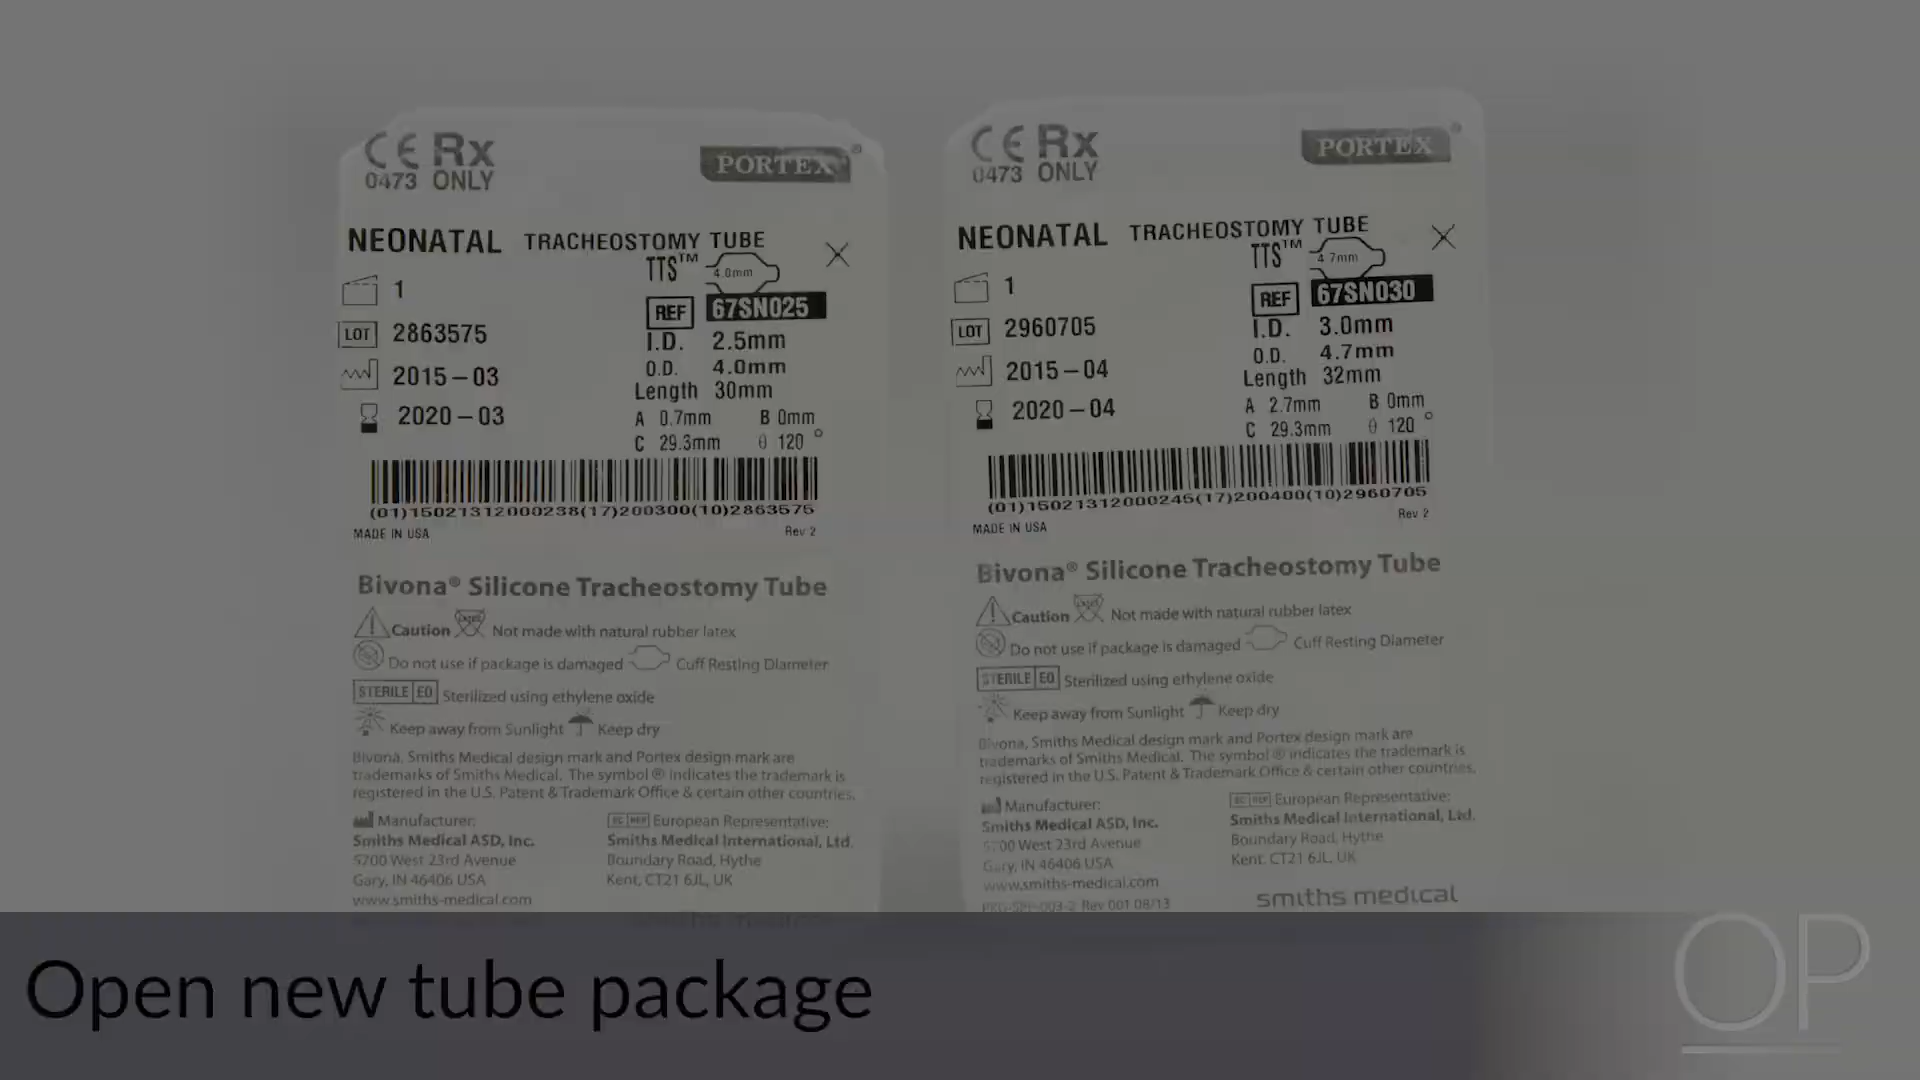 CE Rx
0473 ONLY
PORTEX®
NEONATAL TRACHEOSTOMY TUBE
TTS™ 4.0mm
1
REF 67SN025
LOT 2863575
I.D. 2.5mm
2015-03
O.D. 4.0mm
Length 30mm
2020-03
A 0.7mm B 0mm
C 29.3mm θ 120°
(01)15021312000238(17)200300(10)2863575
MADE IN USA Rev 2
Bivona® Silicone Tracheostomy Tube
Caution Not made with natural rubber latex
Do not use if package is damaged Cuff Resting Diameter
STERILE EO Sterilized using ethylene oxide
Keep away from Sunlight Keep dry
Bivona, Smiths Medical design mark and Portex design mark are
trademarks of Smiths Medical. The symbol ® indicates the trademark is
registered in the U.S. Patent & Trademark Office & certain other countries.
Manufacturer:
Smiths Medical ASD, Inc.
5700 West 23rd Avenue
Gary, IN 46406 USA
www.smiths-medical.com
EC REP European Representative:
Smiths Medical International, Ltd.
Boundary Road, Hythe
Kent, CT21 6JL, UK
CE Rx
0473 ONLY
PORTEX®
NEONATAL TRACHEOSTOMY TUBE
TTS™ 4.7mm
1
REF 67SN030
LOT 2960705
I.D. 3.0mm
2015-04
O.D. 4.7mm
Length 32mm
2020-04
A 2.7mm B 0mm
C 29.3mm θ 120°
(01)15021312000245(17)200400(10)2960705
MADE IN USA Rev 2
Bivona® Silicone Tracheostomy Tube
Caution Not made with natural rubber latex
Do not use if package is damaged Cuff Resting Diameter
STERILE EO Sterilized using ethylene oxide
Keep away from Sunlight Keep dry
Bivona, Smiths Medical design mark and Portex design mark are
trademarks of Smiths Medical. The symbol ® indicates the trademark is
registered in the U.S. Patent & Trademark Office & certain other countries.
Manufacturer:
Smiths Medical ASD, Inc.
5700 West 23rd Avenue
Gary, IN 46406 USA
www.smiths-medical.com
Rev 001 08/13
EC REP European Representative:
Smiths Medical International, Ltd.
Boundary Road, Hythe
Kent, CT21 6JL, UK
smiths medical
Open new tube package
OP